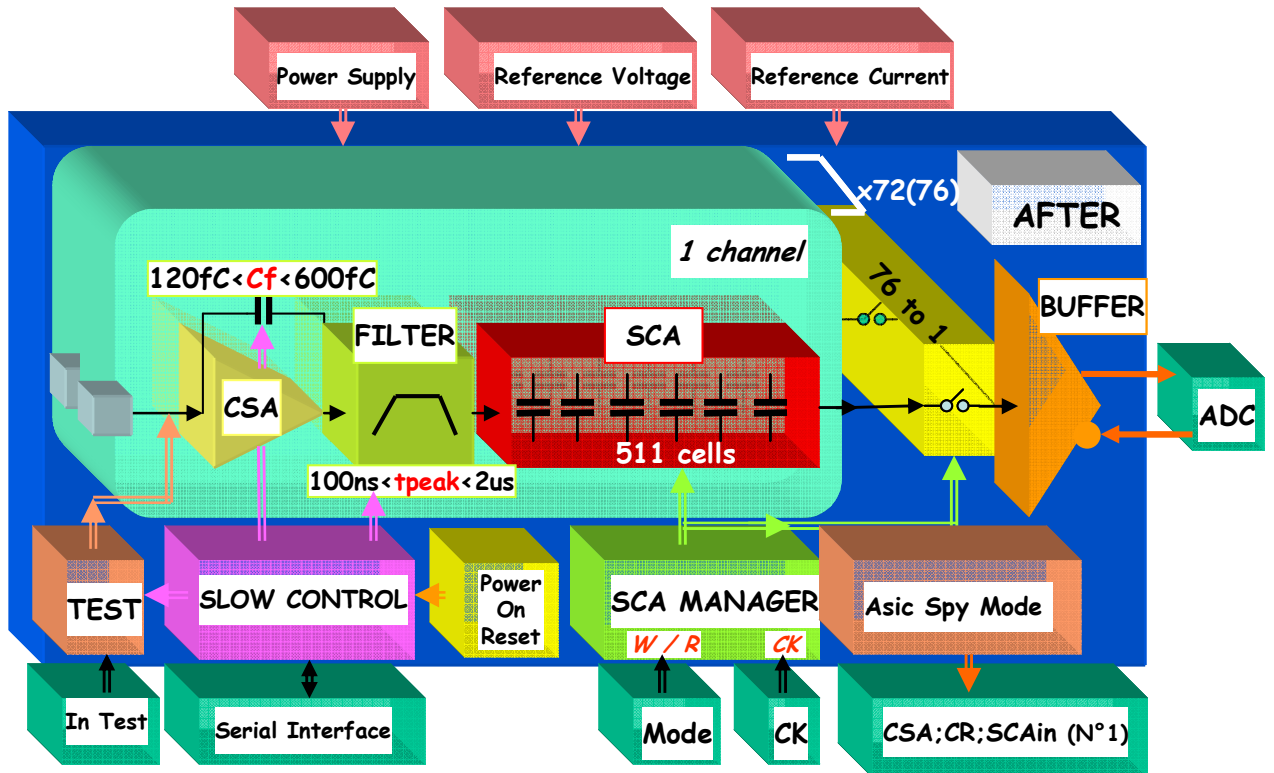 Power Supply
Reference Voltage
Reference Current
x72(76)
AFTER
1 channel
120fC<Cf<600fC
76 to 1
BUFFER
FILTER
SCA
CSA
ADC
511 cells
100ns<tpeak<2us
TEST
SLOW CONTROL
Power
On
Reset
SCA MANAGER
W / R
CK
Asic Spy Mode
In Test
Serial Interface
Mode
CK
CSA;CR;SCAin (N°1)